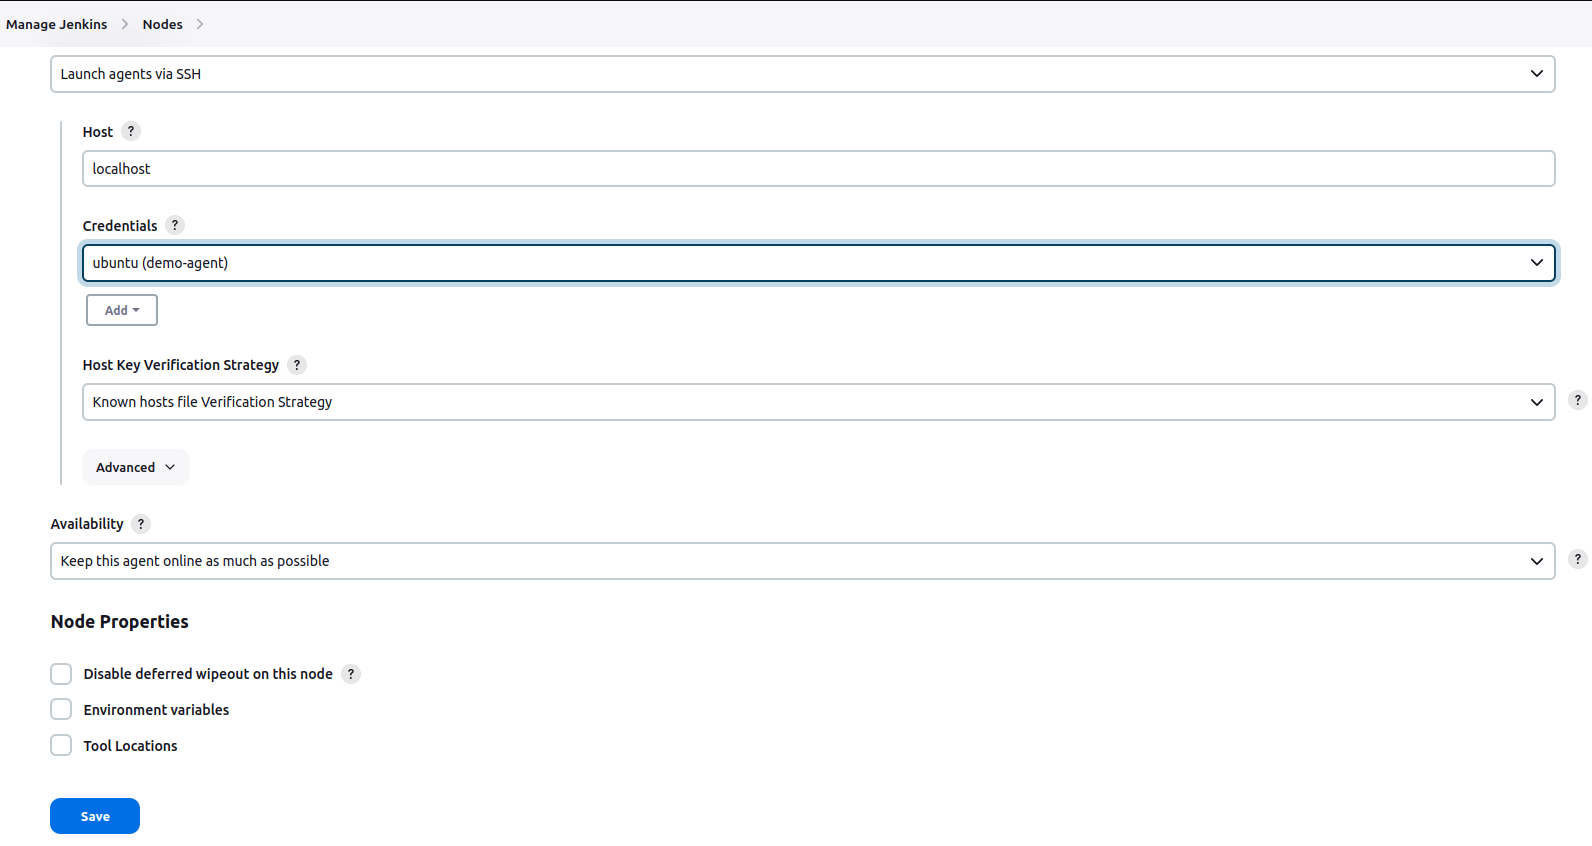 Manage Jenkins > Nodes >
Launch agents via SSH
Host ?
localhost
Credentials ?
ubuntu (demo-agent)
Add
Host Key Verification Strategy ?
Known hosts file Verification Strategy
?
Advanced
Availability ?
Keep this agent online as much as possible
?
Node Properties
Disable deferred wipeout on this node ?
Environment variables
Tool Locations
Save